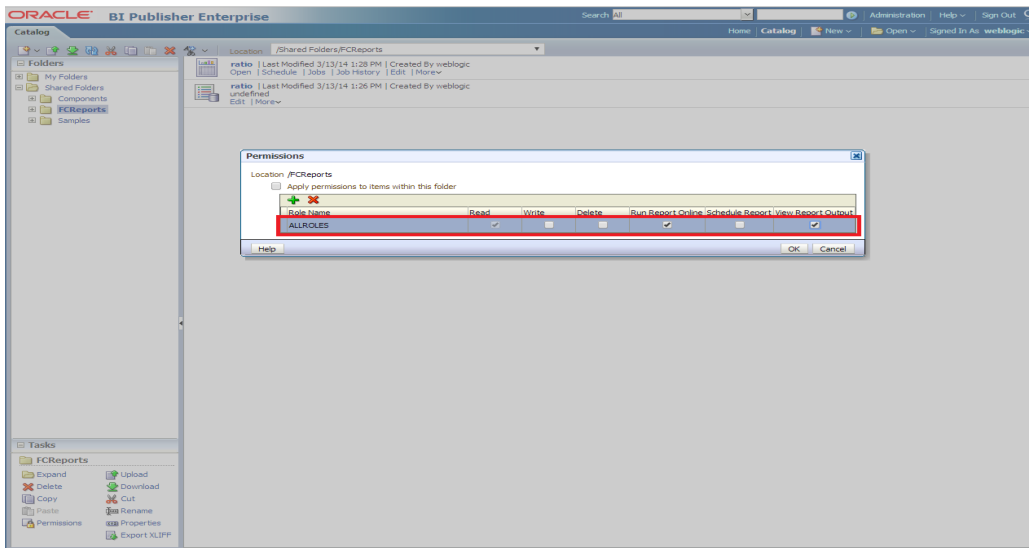 ORACLE BI Publisher Enterprise Search All Administration Help Sign Out
Catalog Home Catalog New Open Signed In As weblogic
Location /Shared Folders/FCReports
Folders
My Folders
Shared Folders
Components
FCReports
Samples
ratio | Last Modified 3/13/14 1:28 PM | Created By weblogic
Open | Schedule | Jobs | Job History | Edit | More
ratio | Last Modified 3/13/14 1:26 PM | Created By weblogic
undefined
Edit | More
Permissions
Location /FCReports
Apply permissions to items within this folder
Role Name Read Write Delete Run Report Online Schedule Report View Report Output
ALLROLES
Help OK Cancel
Tasks
FCReports
Expand Upload
Delete Download
Copy Cut
Paste Rename
Permissions Properties
Export XLIFF